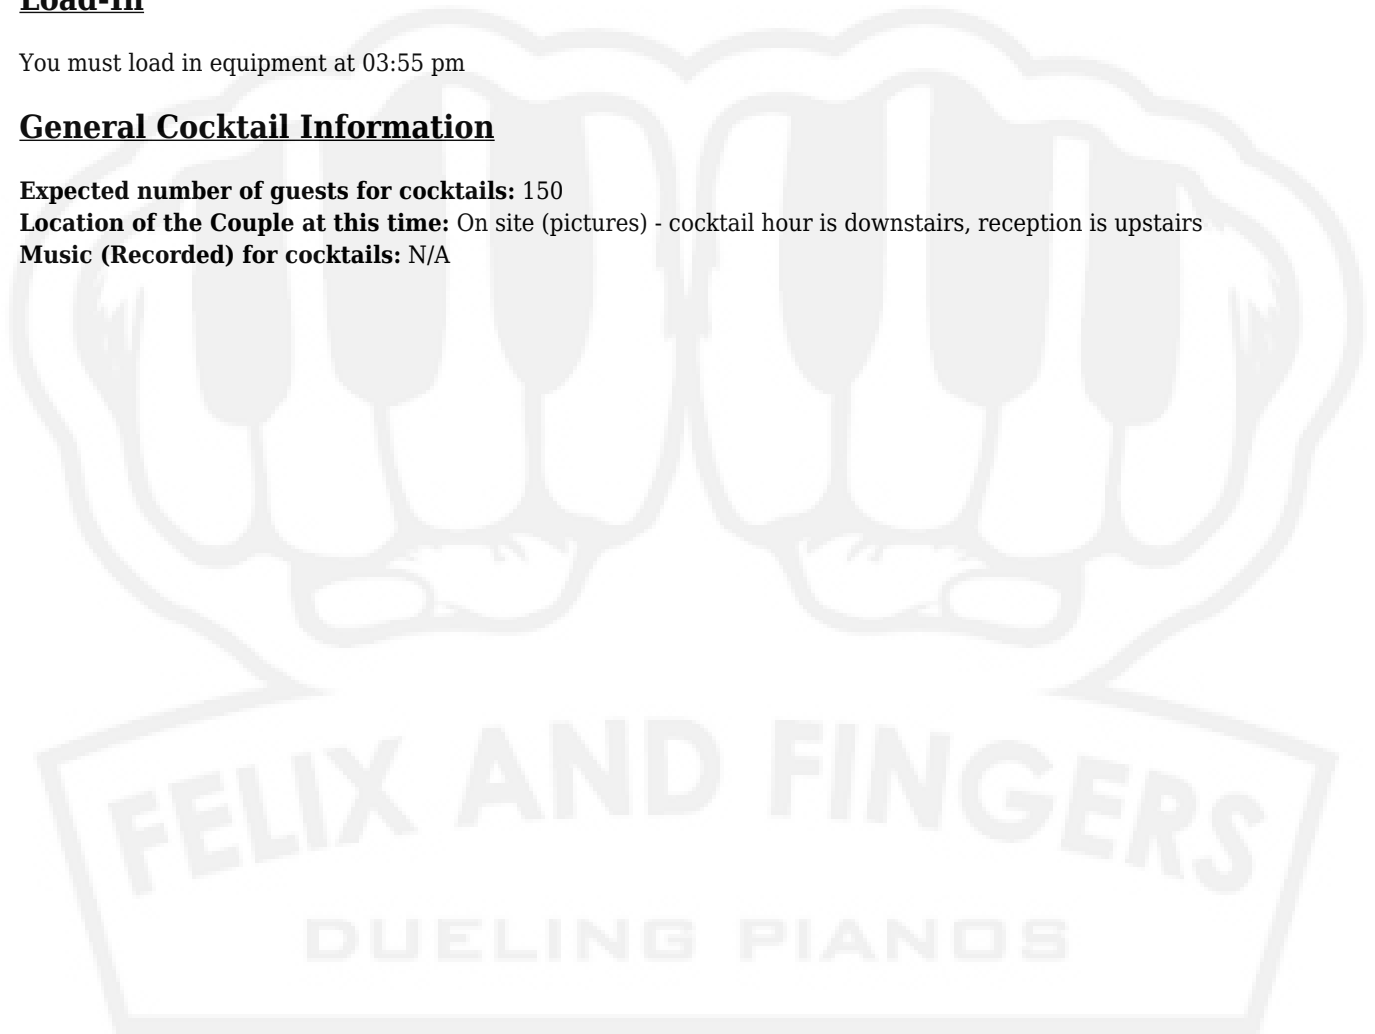 Load-In
You must load in equipment at 03:55 pm
General Cocktail Information
Expected number of guests for cocktails: 150
Location of the Couple at this time: On site (pictures) - cocktail hour is downstairs, reception is upstairs
Music (Recorded) for cocktails: N/A
FELIX AND FINGERS
DUELING PIANOS